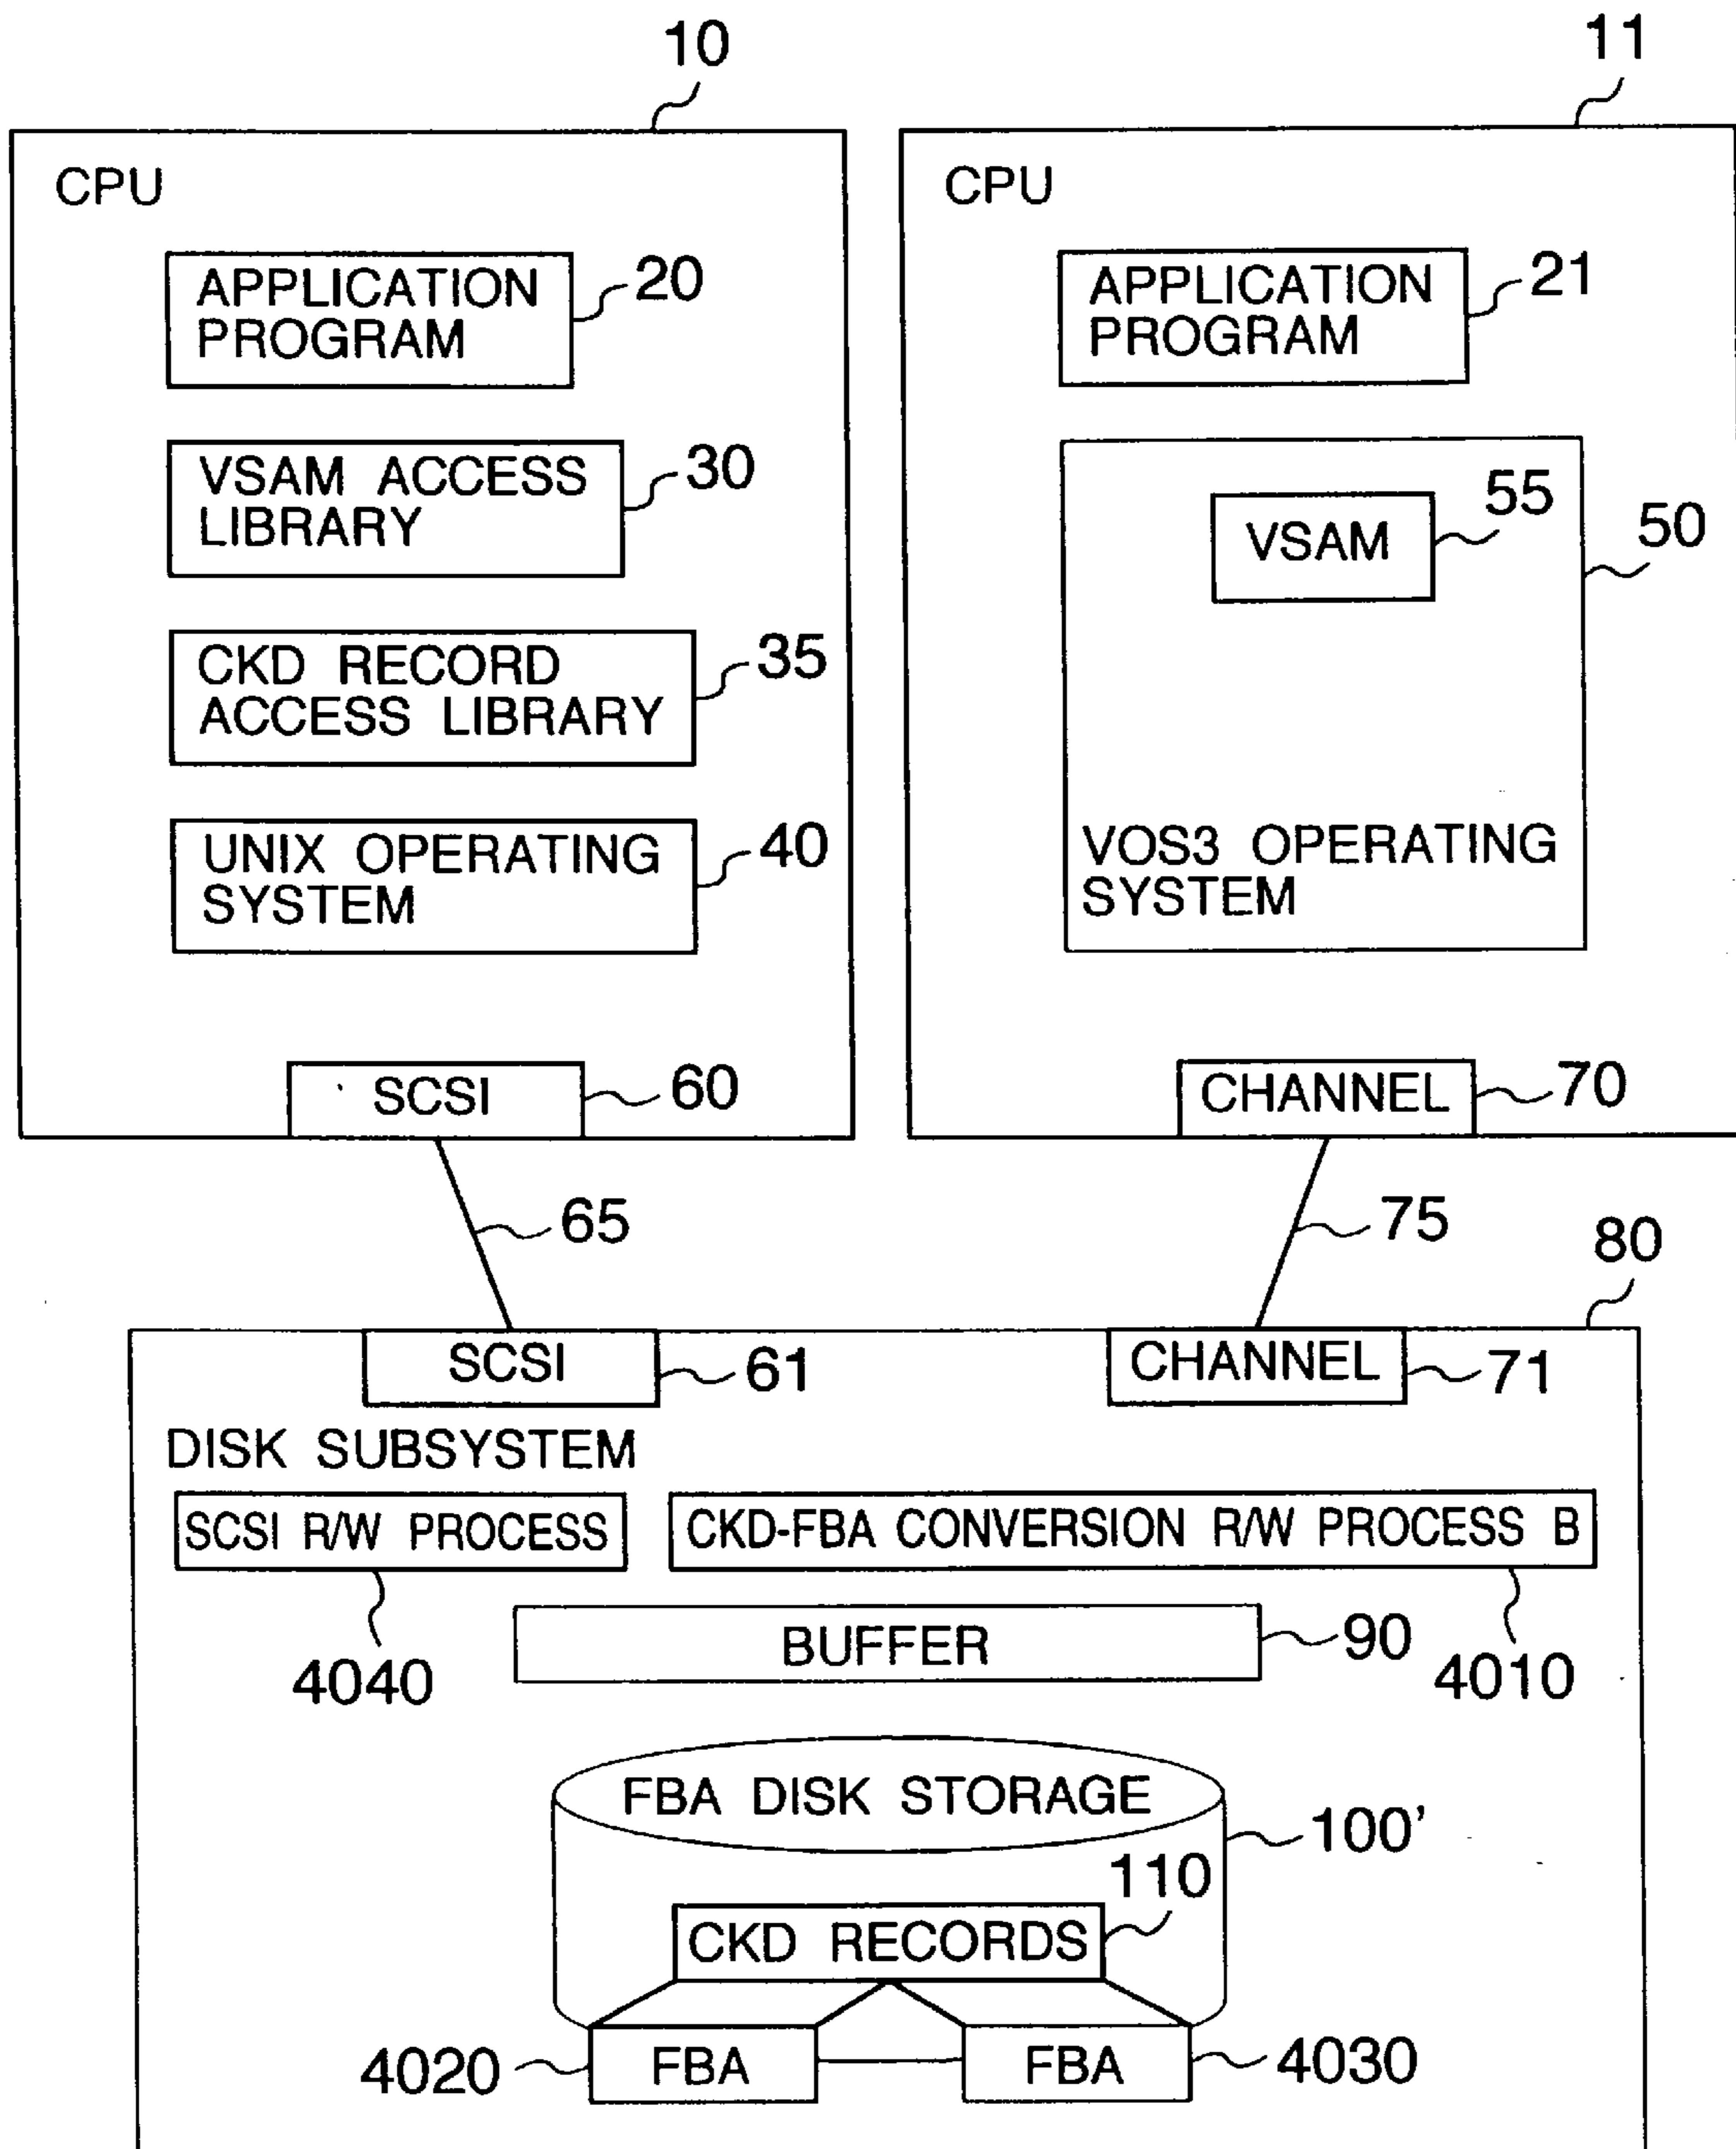 10
11
CPU
CPU
APPLICATION
PROGRAM
20
APPLICATION
PROGRAM
21
VSAM ACCESS
LIBRARY
30
VSAM
55
50
CKD RECORD
ACCESS LIBRARY
35
UNIX OPERATING
SYSTEM
40
VOS3 OPERATING
SYSTEM
SCSI
60
CHANNEL
70
65
75
80
SCSI
61
CHANNEL
71
DISK SUBSYSTEM
SCSI R/W PROCESS
CKD-FBA CONVERSION R/W PROCESS B
4040
BUFFER
90
4010
FBA DISK STORAGE
100'
110
CKD RECORDS
4020
FBA
FBA
4030